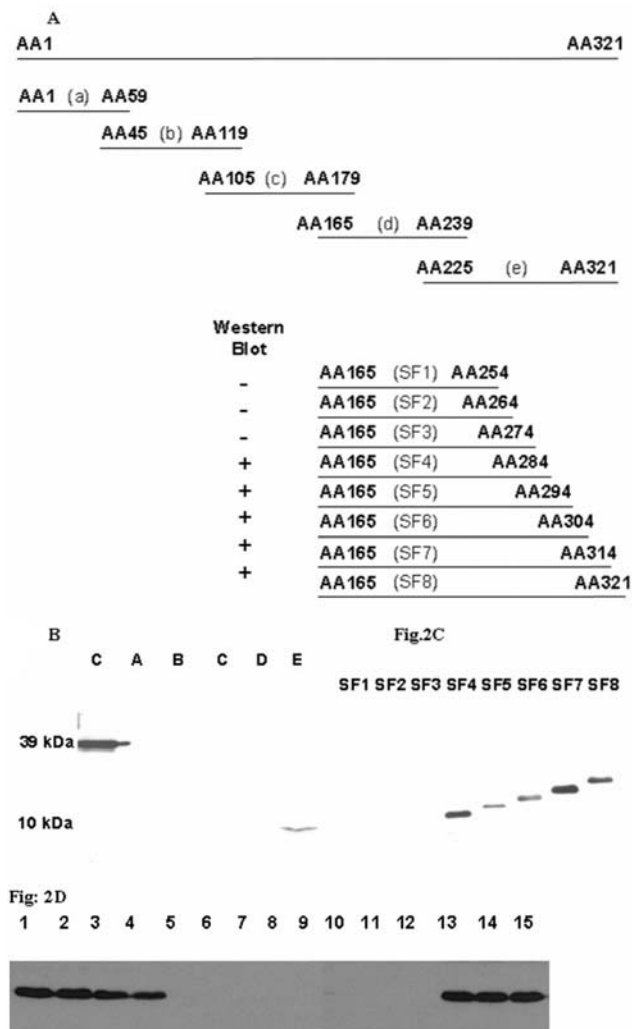 A
AA1 AA321
AA1 (a) AA59
AA45 (b) AA119
AA105 (c) AA179
AA165 (d) AA239
AA225 (e) AA321
Western
Blot
- AA165 (SF1) AA254
- AA165 (SF2) AA264
- AA165 (SF3) AA274
+ AA165 (SF4) AA284
+ AA165 (SF5) AA294
+ AA165 (SF6) AA304
+ AA165 (SF7) AA314
+ AA165 (SF8) AA321
B Fig.2C
C A B C D E
SF1 SF2 SF3 SF4 SF5 SF6 SF7 SF8
39 kDa
10 kDa
Fig: 2D
1 2 3 4 5 6 7 8 9 10 11 12 13 14 15